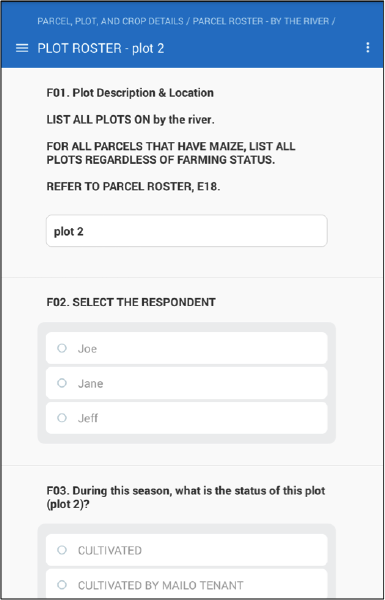 PARCEL, PLOT, AND CROP DETAILS / PARCEL ROSTER - BY THE RIVER /
PLOT ROSTER - plot 2
F01. Plot Description & Location
LIST ALL PLOTS ON by the river.
FOR ALL PARCELS THAT HAVE MAIZE, LIST ALL
PLOTS REGARDLESS OF FARMING STATUS.
REFER TO PARCEL ROSTER, E18.
plot 2
F02. SELECT THE RESPONDENT
Joe
Jane
Jeff
F03. During this season, what is the status of this plot
(plot 2)?
CULTIVATED
CULTIVATED BY MAILO TENANT